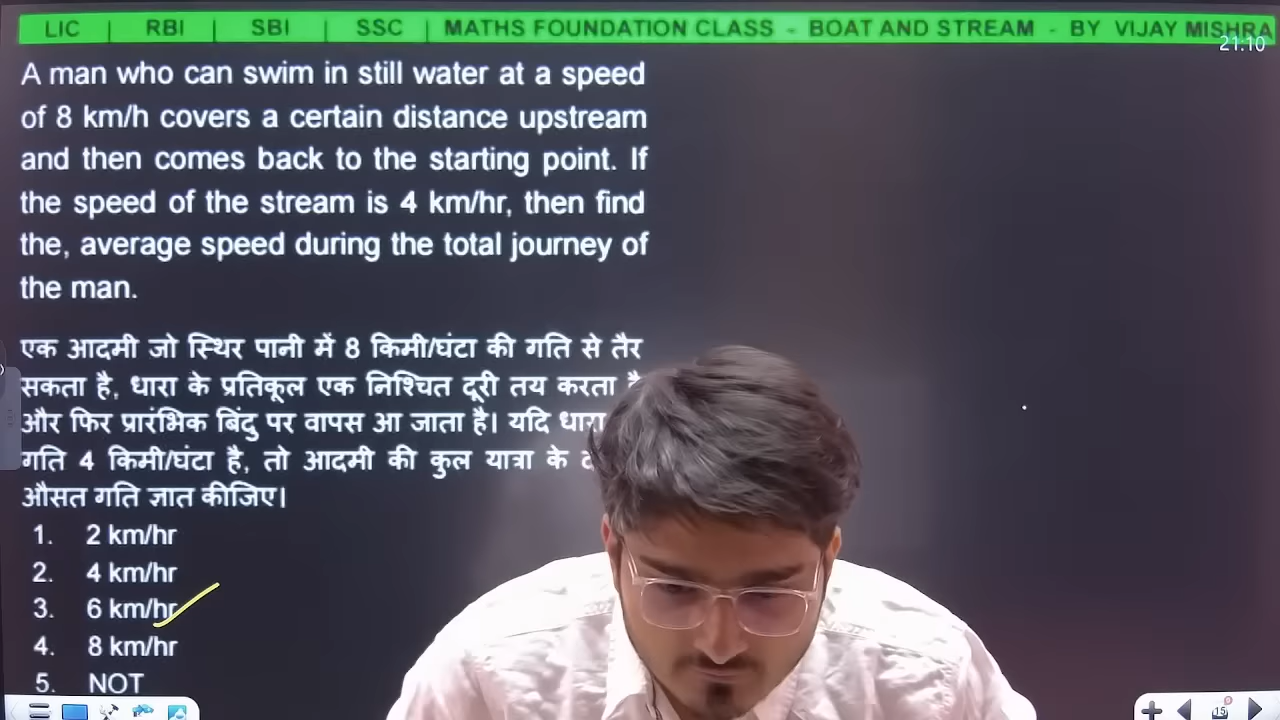 LIC | RBI | SBI | SSC | MATHS FOUNDATION CLASS - BOAT AND STREAM - BY VIJAY MISHRA
21:10
A man who can swim in still water at a speed
of 8 km/h covers a certain distance upstream
and then comes back to the starting point. If
the speed of the stream is 4 km/hr, then find
the, average speed during the total journey of
the man.
एक आदमी जो स्थिर पानी में 8 किमी/घंटा की गति से तैर
सकता है, धारा के प्रतिकूल एक निश्चित दूरी तय करता
और फिर प्रारंभिक बिंदु पर वापस आ जाता है। यदि धारा
गति 4 किमी/घंटा है, तो आदमी की कुल यात्रा के
औसत गति ज्ञात कीजिए।
1. 2 km/hr
2. 4 km/hr
3. 6 km/hr
4. 8 km/hr
5. NOT
15